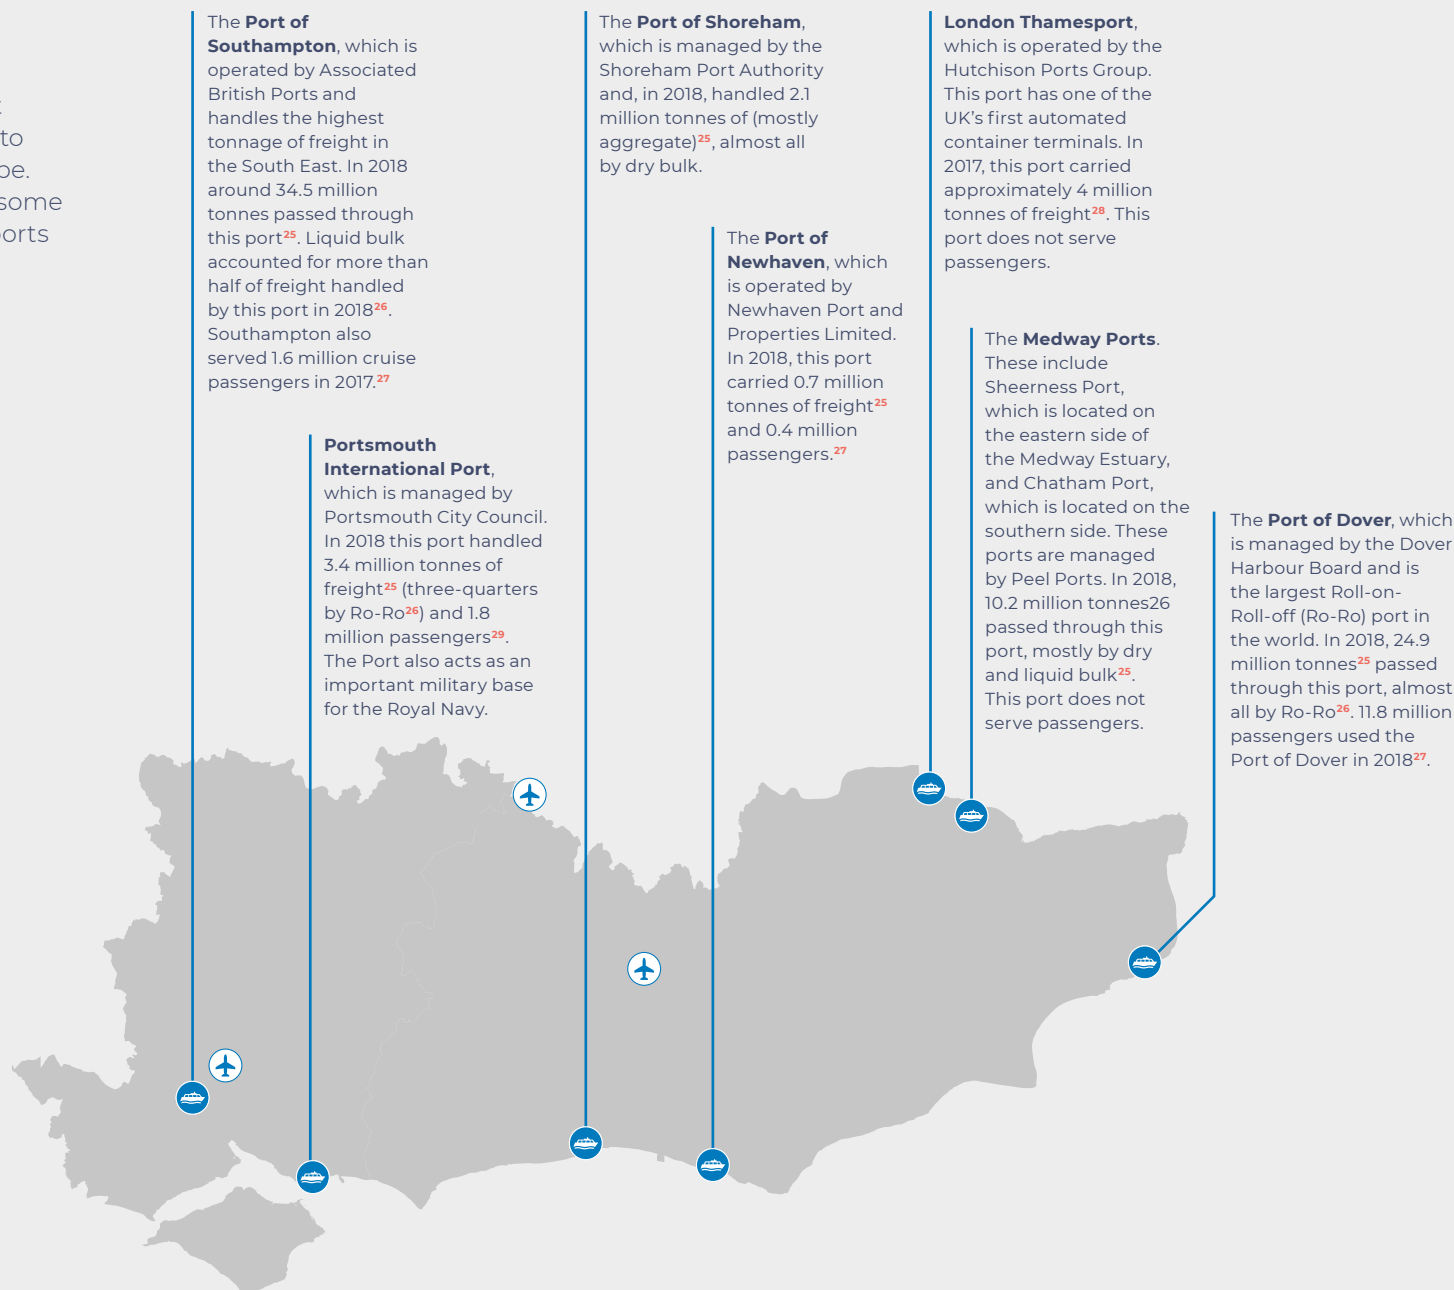 to
some
The Port of
Southampton, which is
operated by Associated
British Ports and
handles the highest
tonnage of freight in
the South East. In 2018
around 34.5 million
tonnes passed through
this port25. Liquid bulk
accounted for more than
half of freight handled
by this port in 201826.
Southampton also
served 1.6 million cruise
passengers in 2017.27
Portsmouth
International Port,
which is managed by
Portsmouth City Council.
In 2018 this port handled
3.4 million tonnes of
freight25 (three-quarters
by Ro-Ro26) and 1.8
million passengers29.
The Port also acts as an
important military base
for the Royal Navy.
The Port of Shoreham,
which is managed by the
Shoreham Port Authority
and, in 2018, handled 2.1
million tonnes of (mostly
aggregate)25, almost all
by dry bulk.
The Port of
Newhaven, which
is operated by
Newhaven Port and
Properties Limited.
In 2018, this port
carried 0.7 million
tonnes of freight25
and 0.4 million
passengers.27
London Thamesport,
which is operated by the
Hutchison Ports Group.
This port has one of the
UK's first automated
container terminals. In
2017, this port carried
approximately 4 million
tonnes of freight28. This
port does not serve
passengers.
The Medway Ports.
These include
Sheerness Port,
which is located on
the eastern side of
the Medway Estuary,
and Chatham Port,
which is located on the
southern side. These
ports are managed
by Peel Ports. In 2018,
10.2 million tonnes26
passed through this
port, mostly by dry
and liquid bulk25.
This port does not
serve passengers.
The Port of Dover, which
is managed by the Dover
Harbour Board and is
the largest Roll-on-
Roll-off (Ro-Ro) port in
the world. In 2018, 24.9
million tonnes25 passed
through this port, almost
all by Ro-Ro26. 11.8 million
passengers used the
Port of Dover in 201827.